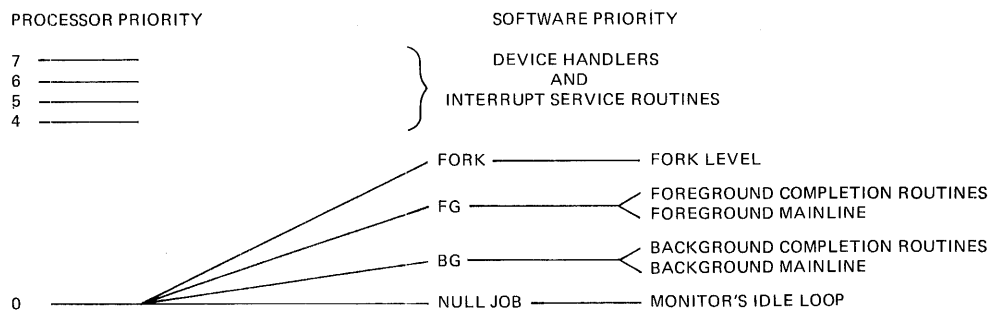 PROCESSOR PRIORITY
SOFTWARE PRIORITY
7
6
5
4
DEVICE HANDLERS
AND
INTERRUPT SERVICE ROUTINES
FORK
FORK LEVEL
FG
FOREGROUND COMPLETION ROUTINES
FOREGROUND MAINLINE
BG
BACKGROUND COMPLETION ROUTINES
BACKGROUND MAINLINE
0
NULL JOB
MONITOR'S IDLE LOOP